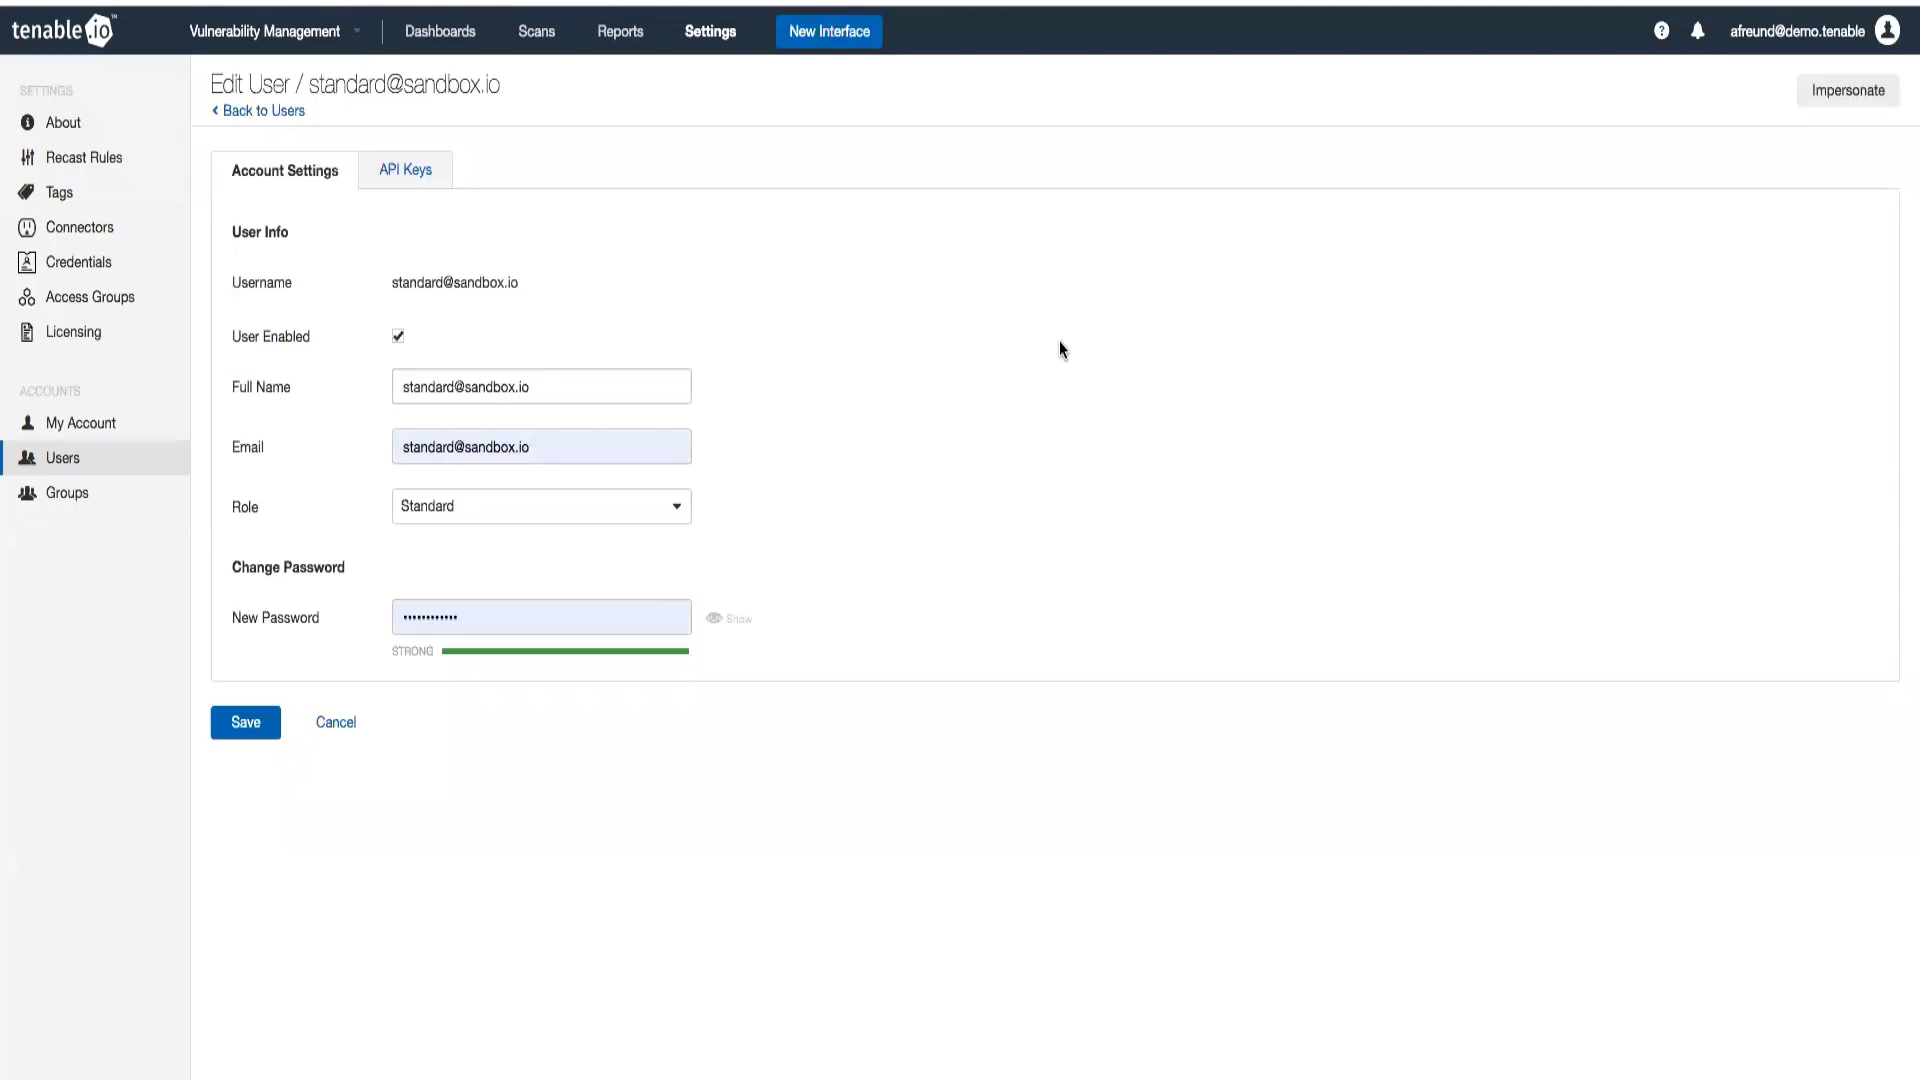 tenable.io™
Vulnerability Management
Dashboards
Scans
Reports
Settings
New Interface
?
afreund@demo.tenable
Edit User / standard@sandbox.io
Back to Users
Impersonate
SETTINGS
About
Recast Rules
Tags
Connectors
Credentials
Access Groups
Licensing
ACCOUNTS
My Account
Users
Groups
Account Settings
API Keys
User Info
Username standard@sandbox.io
User Enabled
Full Name standard@sandbox.io
Email standard@sandbox.io
Role Standard
Change Password
New Password •••••••••••• Show
STRONG
Save Cancel